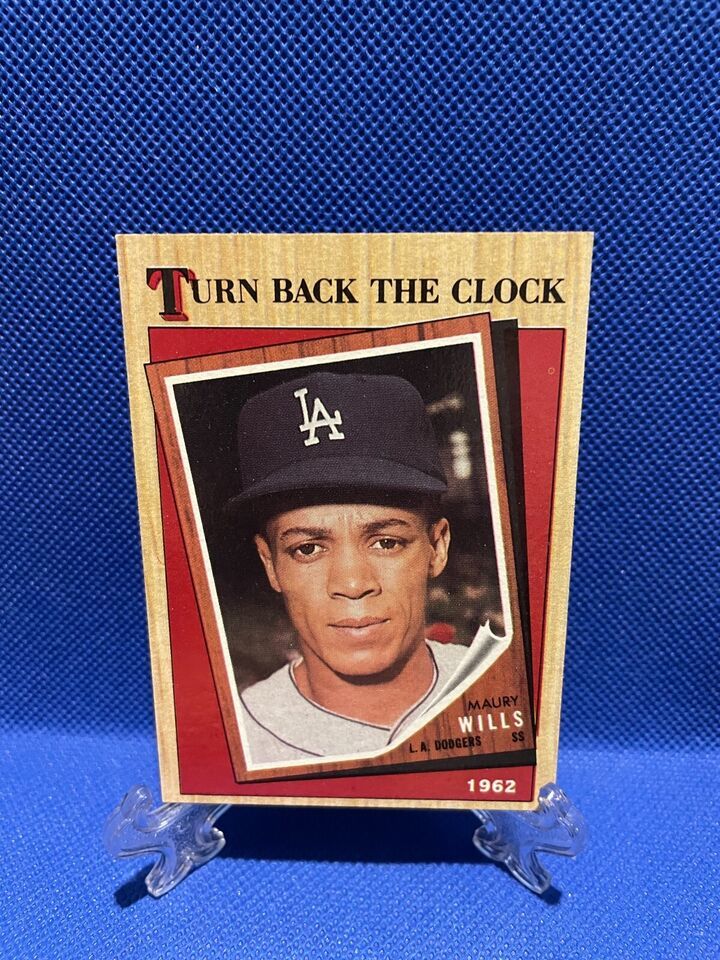 TURN BACK THE CLOCK
LA
MAURY
WILLS
L.A. DODGERS SS
1962